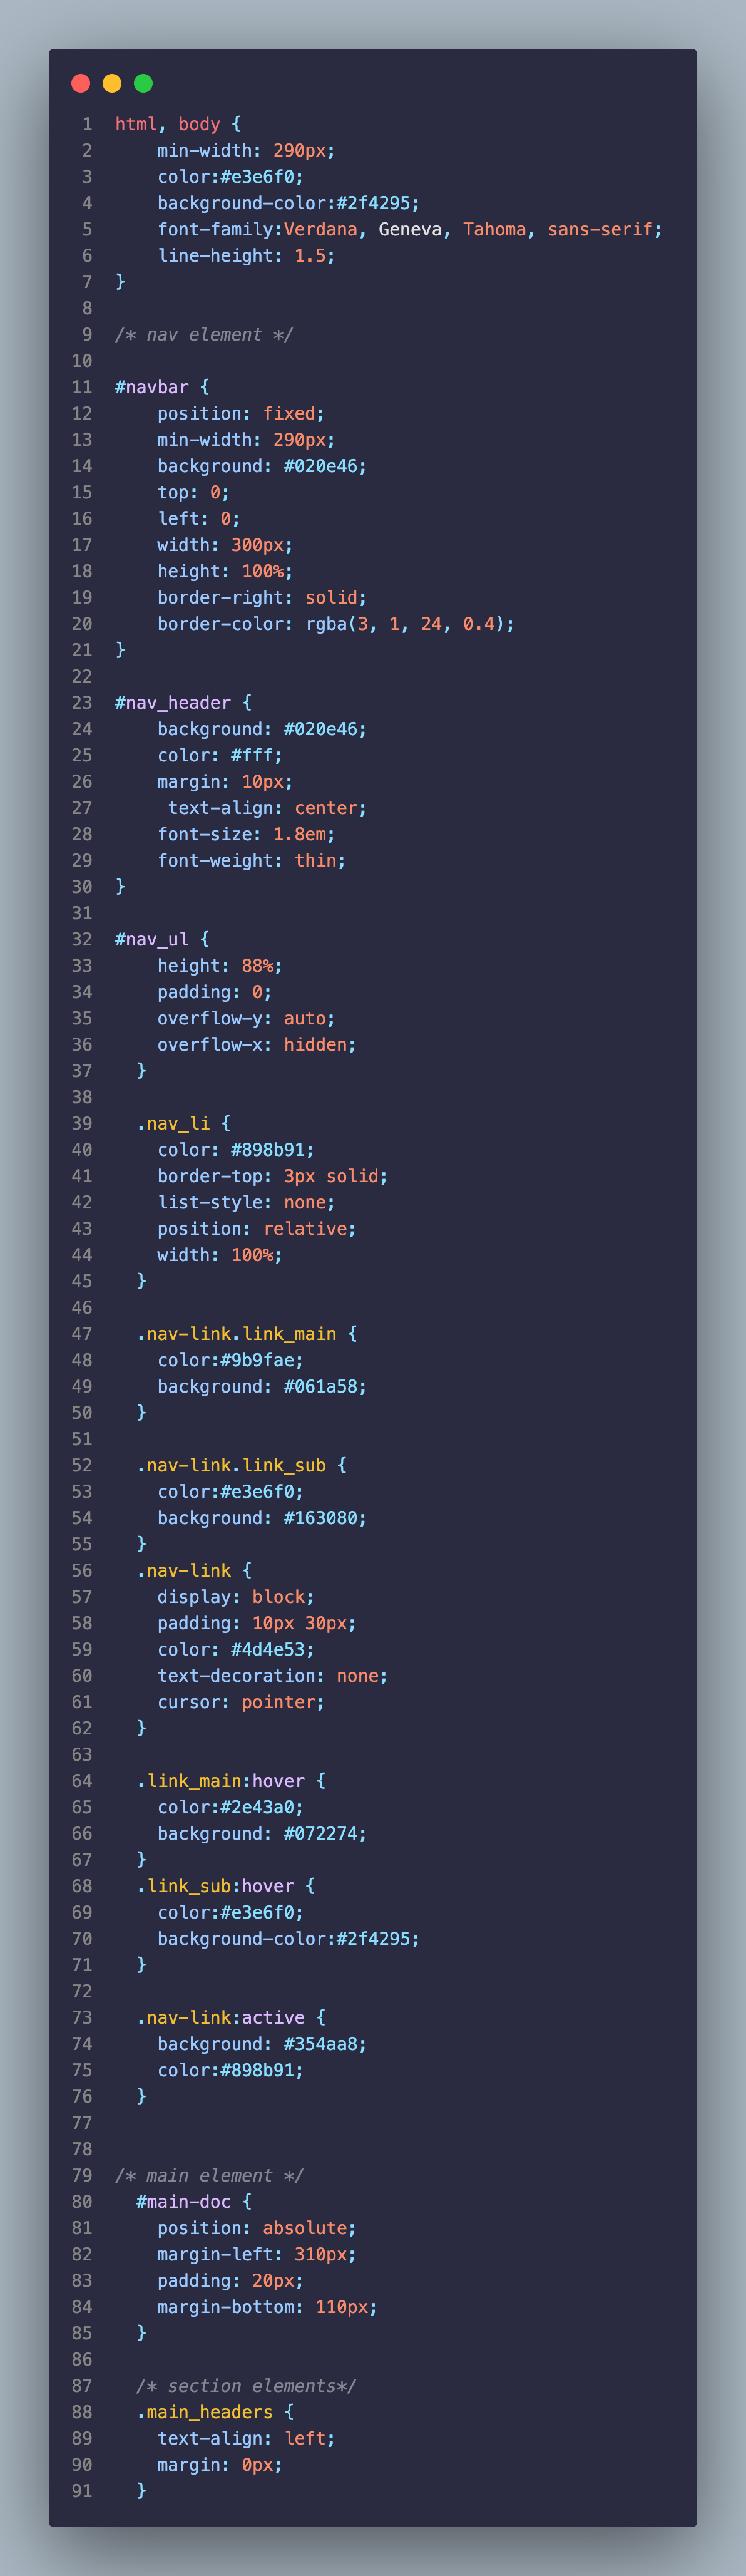 1 html, body {
2     min-width: 290px;
3     color:#e3e6f0;
4     background-color:#2f4295;
5     font-family:Verdana, Geneva, Tahoma, sans-serif;
6     line-height: 1.5;
7 }
8
9 /* nav element */
10
11 #navbar {
12     position: fixed;
13     min-width: 290px;
14     background: #020e46;
15     top: 0;
16     left: 0;
17     width: 300px;
18     height: 100%;
19     border-right: solid;
20     border-color: rgba(3, 1, 24, 0.4);
21 }
22
23 #nav_header {
24     background: #020e46;
25     color: #fff;
26     margin: 10px;
27      text-align: center;
28     font-size: 1.8em;
29     font-weight: thin;
30 }
31
32 #nav_ul {
33     height: 88%;
34     padding: 0;
35     overflow-y: auto;
36     overflow-x: hidden;
37   }
38
39   .nav_li {
40     color: #898b91;
41     border-top: 3px solid;
42     list-style: none;
43     position: relative;
44     width: 100%;
45   }
46
47   .nav-link.link_main {
48     color:#9b9fae;
49     background: #061a58;
50   }
51
52   .nav-link.link_sub {
53     color:#e3e6f0;
54     background: #163080;
55   }
56   .nav-link {
57     display: block;
58     padding: 10px 30px;
59     color: #4d4e53;
60     text-decoration: none;
61     cursor: pointer;
62   }
63
64   .link_main:hover {
65     color:#2e43a0;
66     background: #072274;
67   }
68   .link_sub:hover {
69     color:#e3e6f0;
70     background-color:#2f4295;
71   }
72
73   .nav-link:active {
74     background: #354aa8;
75     color:#898b91;
76   }
77
78
79 /* main element */
80   #main-doc {
81     position: absolute;
82     margin-left: 310px;
83     padding: 20px;
84     margin-bottom: 110px;
85   }
86
87   /* section elements*/
88   .main_headers {
89     text-align: left;
90     margin: 0px;
91   }